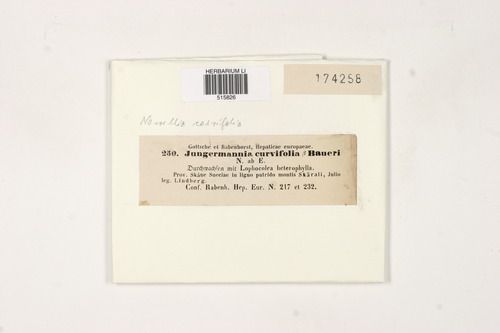 HERBARIUM LI
515826
174258
Nowellia curvifolia
Gottsche et Rabenhorst, Hepaticae europaeae.
250. Jungermannia curvifolia β Baueri
N. ab E.
Durchwachsen mit Lophocolea heterophylla.
Prov. Skåne Sueciae in ligno putrido montis Skärali, Julio
leg. Lindberg.
Conf. Rabenh. Hep. Eur. N. 217 et 232.